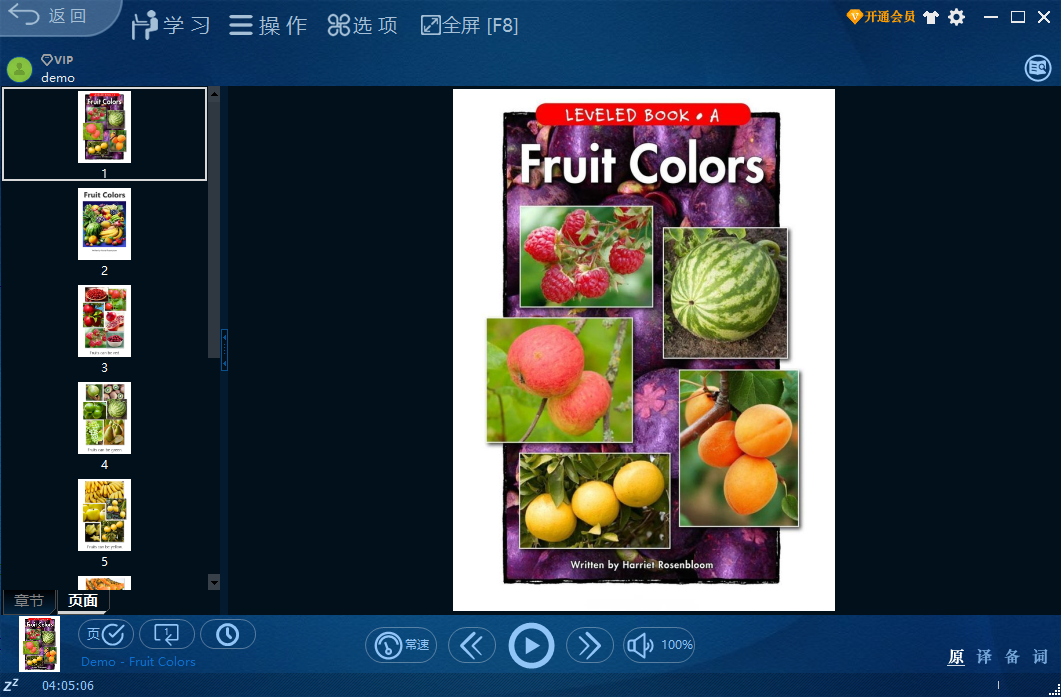 返回
学习
操作
选项
全屏 [F8]
开通会员
VIP
demo
Fruit Colors
1
Fruit Colors
2
Fruits can be red
3
Fruits can be green
4
Fruits can be yellow
5
章节
页面
LEVELED BOOK • A
Fruit Colors
Written by Harriet Rosenbloom
页
1
Demo - Fruit Colors
常速
100%
原 译 备 词
zZ
04:05:06